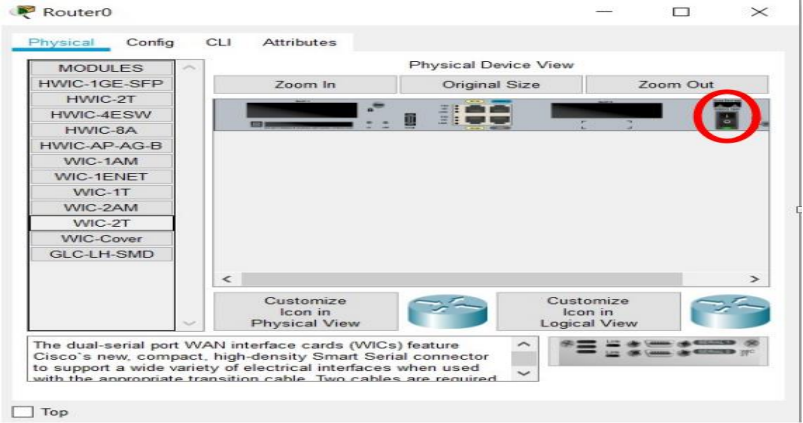 Router0
Physical Config CLI Attributes
MODULES
HWIC-1GE-SFP
HWIC-2T
HWIC-4ESW
HWIC-8A
HWIC-AP-AG-B
WIC-1AM
WIC-1ENET
WIC-1T
WIC-2AM
WIC-2T
WIC-Cover
GLC-LH-SMD
Physical Device View
Zoom In Original Size Zoom Out
Customize
Icon in
Physical View
Customize
Icon in
Logical View
The dual-serial port WAN interface cards (WICs) feature
Cisco`s new, compact, high-density Smart Serial connector
to support a wide variety of electrical interfaces when used
with the appropriate transition cable. Two cables are required
Top